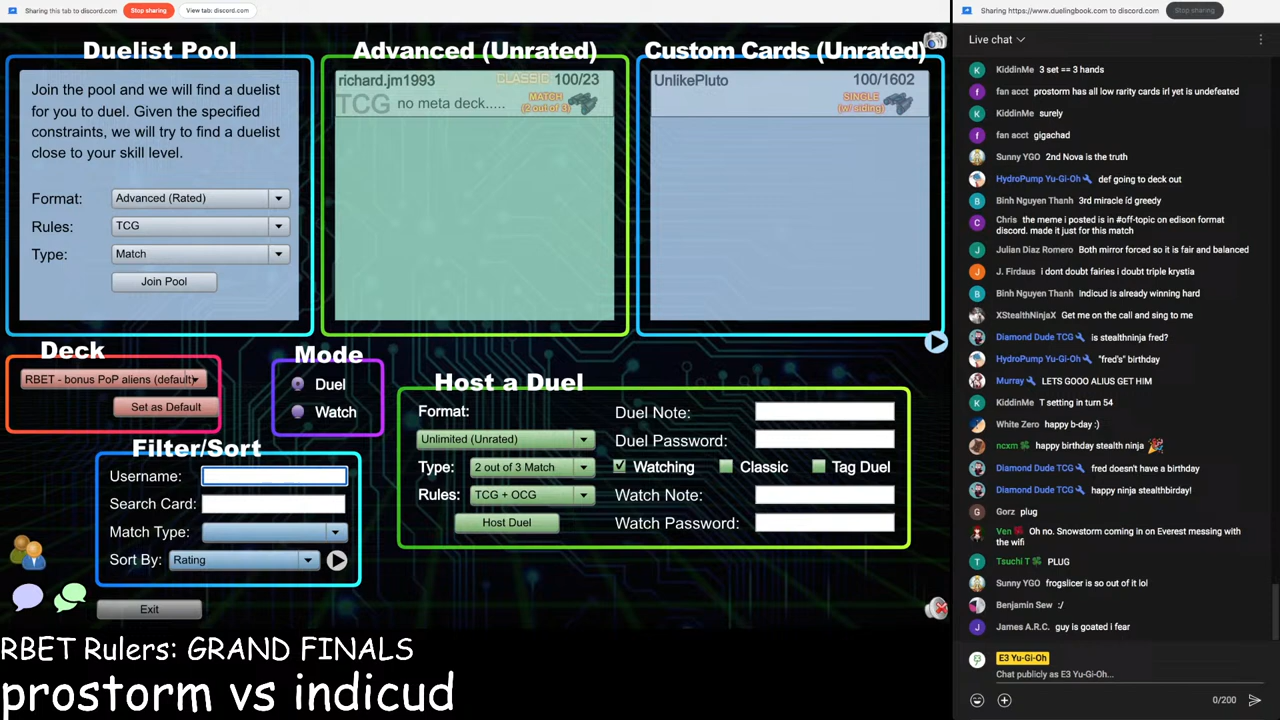 Sharing this tab to discord.com
Stop sharing
View tab: discord.com
Sharing https://www.duelingbook.com to discord.com
Stop sharing
Duelist Pool
Join the pool and we will find a duelist
for you to duel. Given the specified
constraints, we will try to find a duelist
close to your skill level.
Format: Advanced (Rated)
Rules: TCG
Type: Match
Join Pool
Advanced (Unrated)
richard.jm1993 CLASSIC 100/23
TCG no meta deck..... MATCH
(2 out of 3)
Custom Cards (Unrated)
UnlikePluto 100/1602
SINGLE
(w/ siding)
Deck
RBET - bonus PoP aliens (default)
Set as Default
Mode
Duel
Watch
Filter/Sort
Username:
Search Card:
Match Type:
Sort By: Rating
Exit
Host a Duel
Format:
Unlimited (Unrated)
Type: 2 out of 3 Match
Rules: TCG + OCG
Host Duel
Duel Note:
Duel Password:
Watching Classic Tag Duel
Watch Note:
Watch Password:
RBET Rulers: GRAND FINALS
prostorm vs indicud
Live chat
K KiddinMe 3 set == 3 hands
f fan acct prostorm has all low rarity cards irl yet is undefeated
K KiddinMe surely
f fan acct gigachad
Sunny YGO 2nd Nova is the truth
HydroPump Yu-Gi-Oh def going to deck out
B Binh Nguyen Thanh 3rd miracle id greedy
C Chris the meme i posted is in #off-topic on edison format
discord. made it just for this match
Julian Diaz Romero Both mirror forced so it is fair and balanced
J J. Firdaus i dont doubt fairies i doubt triple krystia
B Binh Nguyen Thanh Indicud is already winning hard
XStealthNinjaX Get me on the call and sing to me
Diamond Dude TCG is stealthninja fred?
HydroPump Yu-Gi-Oh "fred's" birthday
Murray LETS GOOO ALIUS GET HIM
K KiddinMe T setting in turn 54
White Zero happy b-day :)
ncxm happy birthday stealth ninja
Diamond Dude TCG fred doesn't have a birthday
Diamond Dude TCG happy ninja stealthbirday!
G Gorz plug
Ven Oh no. Snowstorm coming in on Everest messing with
the wifi
T Tsuchi T PLUG
Sunny YGO frogslicer is so out of it lol
Benjamin Sew :/
J James A.R.C. guy is goated i fear
E3 Yu-Gi-Oh
Chat publicly as E3 Yu-Gi-Oh...
0/200